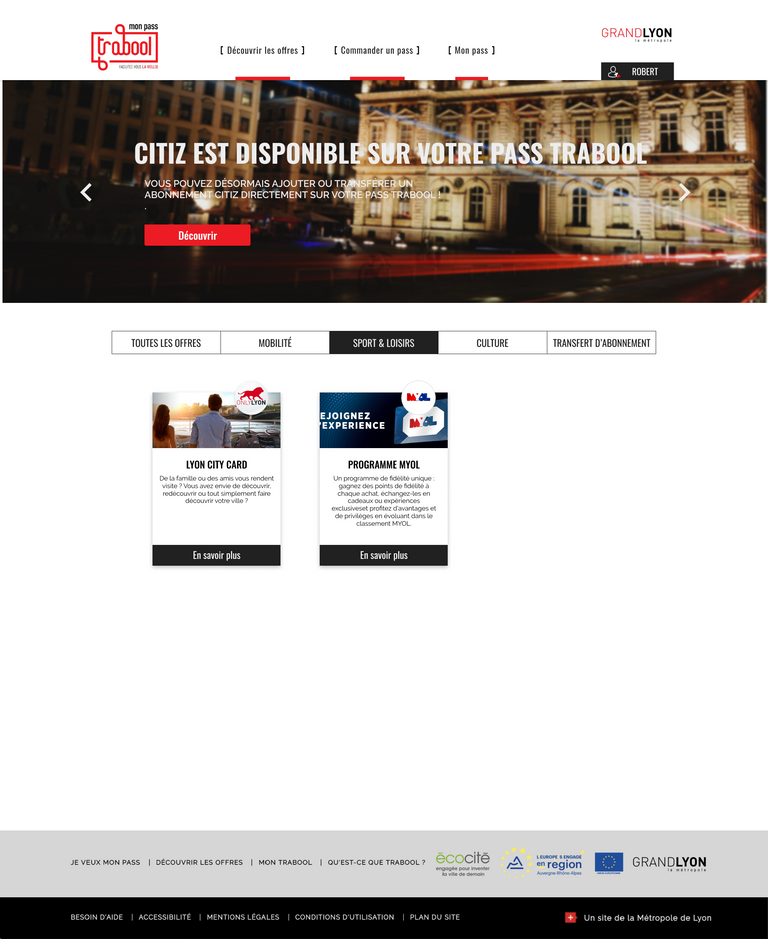 mon pass
trabool
FACILITEZ-VOUS LA VI(LL)E
[ Découvrir les offres ]
[ Commander un pass ]
[ Mon pass ]
GRANDLYON
la métropole
ROBERT
CITIZ EST DISPONIBLE SUR VOTRE PASS TRABOOL
VOUS POUVEZ DÉSORMAIS AJOUTER OU TRANSFÉRER UN
ABONNEMENT CITIZ DIRECTEMENT SUR VOTRE PASS TRABOOL !
.
Découvrir
TOUTES LES OFFRES
MOBILITÉ
SPORT & LOISIRS
CULTURE
TRANSFERT D'ABONNEMENT
ONLYLYON
LYON CITY CARD
De la famille ou des amis vous rendent
visite ? Vous avez envie de découvrir,
redécouvrir ou tout simplement faire
découvrir votre ville ?
En savoir plus
EJOIGNEZ
'EXPERIENCE
MYOL
MYOL
PROGRAMME MYOL
Un programme de fidélité unique :
gagnez des points de fidélité à
chaque achat, échangez-les en
cadeaux ou expériences
exclusiveset profitez d'avantages et
de privilèges en évoluant dans le
classement MYOL.
En savoir plus
JE VEUX MON PASS | DÉCOUVRIR LES OFFRES | MON TRABOOL | QU'EST-CE QUE TRABOOL ?
écocité
engagée pour inventer
la ville de demain
L'EUROPE S'ENGAGE
en region
Auvergne-Rhône-Alpes
GRANDLYON
la métropole
BESOIN D'AIDE | ACCESSIBILITÉ | MENTIONS LÉGALES | CONDITIONS D'UTILISATION | PLAN DU SITE
Un site de la Métropole de Lyon